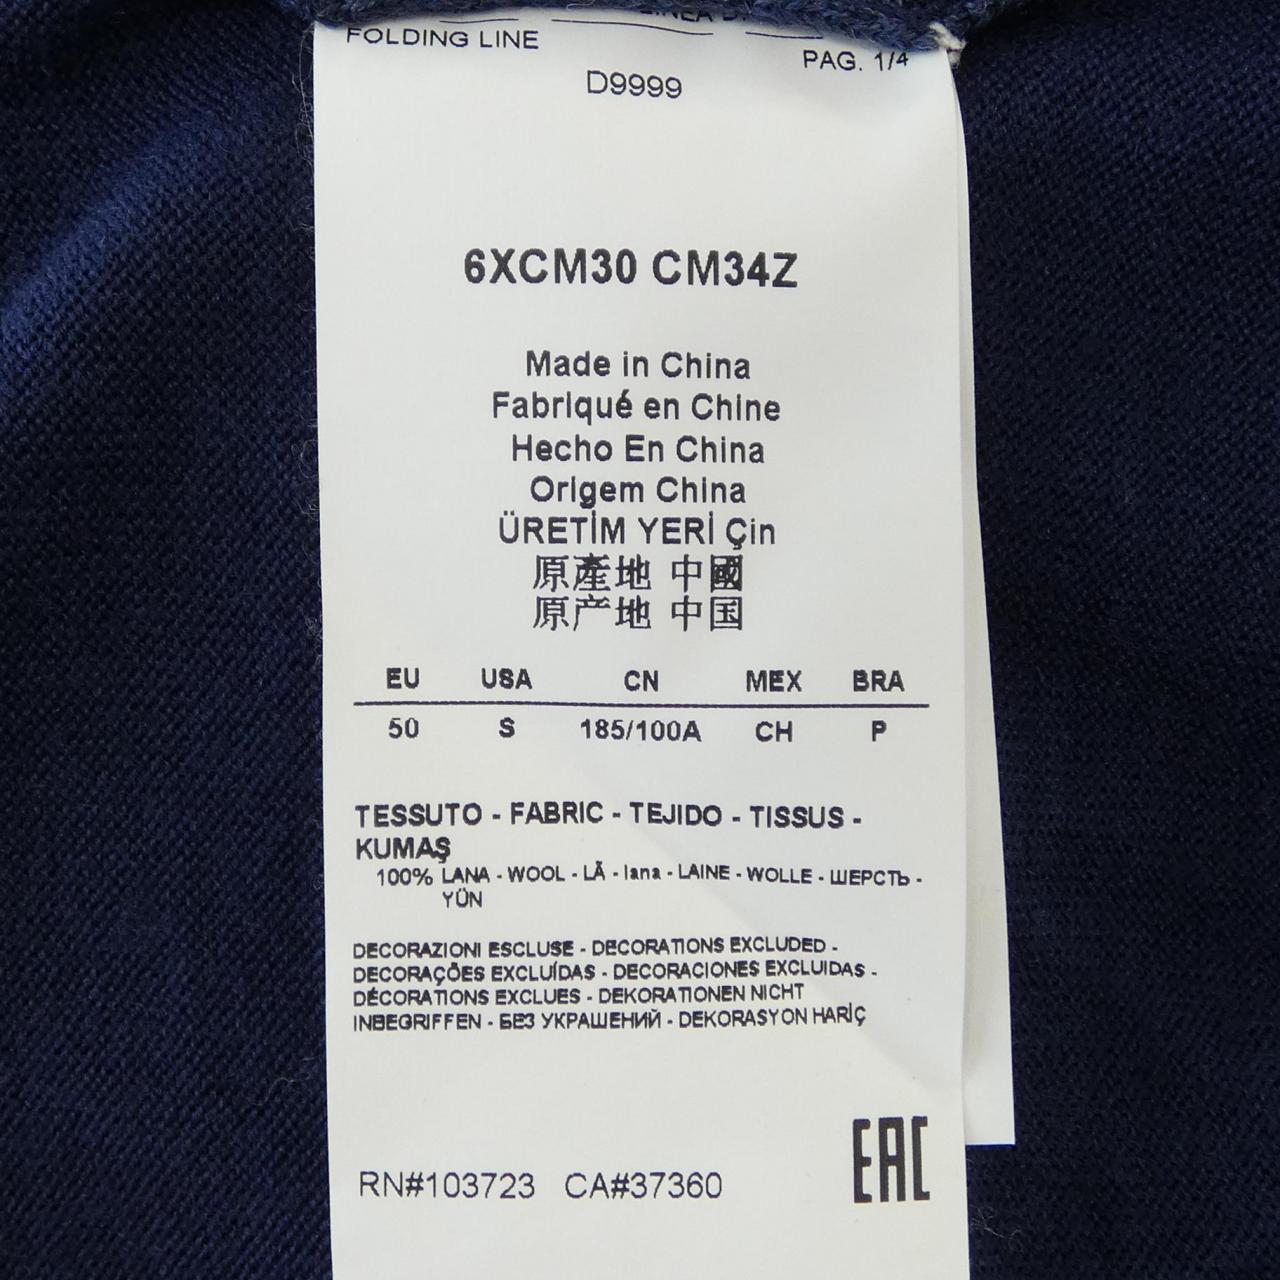 FOLDING LINE
PAG. 1/4
D9999
6XCM30 CM34Z
Made in China
Fabriqué en Chine
Hecho En China
Origem China
ÜRETİM YERİ Çin
原產地 中國
原产地 中国
EU USA CN MEX BRA
50 S 185/100A CH P
TESSUTO - FABRIC - TEJIDO - TISSUS -
KUMAŞ
100% LANA - WOOL - LÃ - lana - LAINE - WOLLE - ШЕРСТЬ -
YÜN
DECORAZIONI ESCLUSE - DECORATIONS EXCLUDED -
DECORAÇÕES EXCLUÍDAS - DECORACIONES EXCLUIDAS -
DÉCORATIONS EXCLUES - DEKORATIONEN NICHT
INBEGRIFFEN - БЕЗ УКРАШЕНИЙ - DEKORASYON HARİÇ
EAC
RN#103723 CA#37360